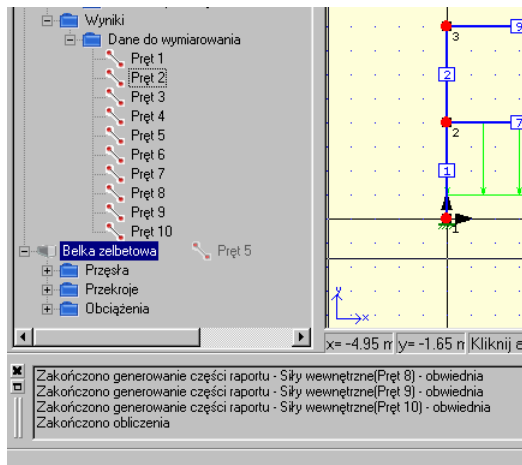 Wyniki
Dane do wymiarowania
Pręt 1
Pręt 2
Pręt 3
Pręt 4
Pręt 5
Pręt 6
Pręt 7
Pręt 8
Pręt 9
Pręt 10
Belka zelbetowa
Pręt 5
Przęsła
Przekroje
Obciążenia
3
9
2
2
7
1
1
y
x
x= -4.95 m y= -1.65 m Kliknij
Zakończono generowanie części raportu - Siły wewnętrzne(Pręt 8) - obwiednia
Zakończono generowanie części raportu - Siły wewnętrzne(Pręt 9) - obwiednia
Zakończono generowanie części raportu - Siły wewnętrzne(Pręt 10) - obwiednia
Zakończono obliczenia